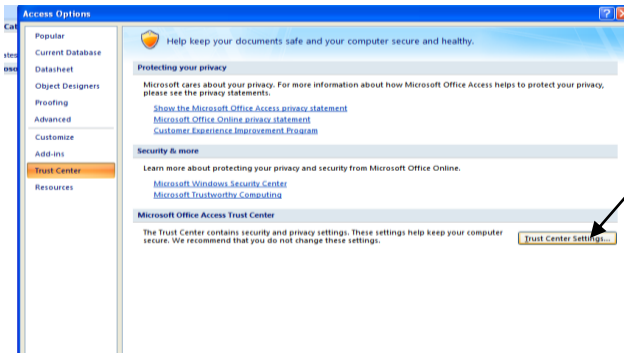 Access Options
Cat
Popular
Current Database
Datasheet
Object Designers
Proofing
Advanced
Customize
Add-ins
Trust Center
Resources
Help keep your documents safe and your computer secure and healthy.
Protecting your privacy
Microsoft cares about your privacy. For more information about how Microsoft Office Access helps to protect your privacy,
please see the privacy statements.
Show the Microsoft Office Access privacy statement
Microsoft Office Online privacy statement
Customer Experience Improvement Program
Security & more
Learn more about protecting your privacy and security from Microsoft Office Online.
Microsoft Windows Security Center
Microsoft Trustworthy Computing
Microsoft Office Access Trust Center
The Trust Center contains security and privacy settings. These settings help keep your computer
secure. We recommend that you do not change these settings.
Trust Center Settings...